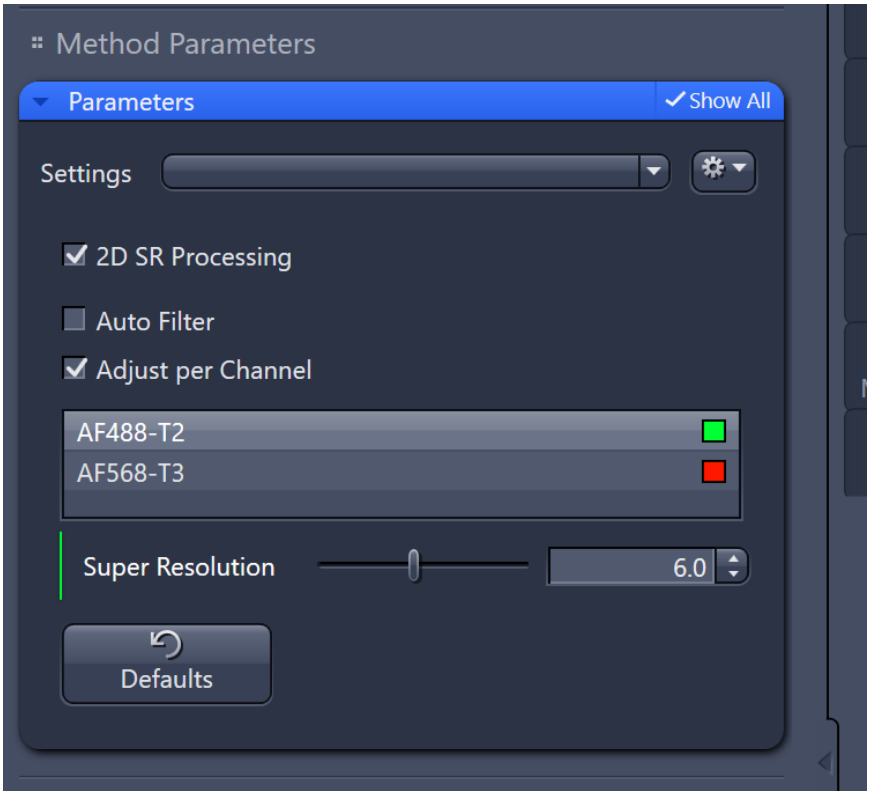 Method Parameters
Parameters Show All
Settings
2D SR Processing
Auto Filter
Adjust per Channel
AF488-T2
AF568-T3
Super Resolution 6.0
Defaults